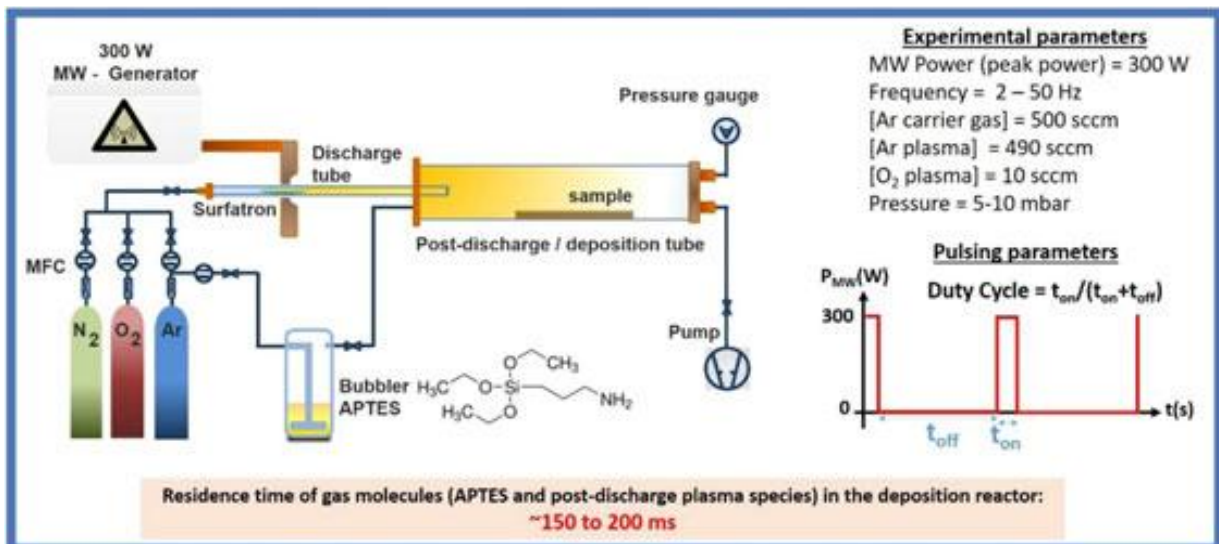 300 W
MW - Generator
Discharge
tube
Surfatron
MFC
N2
O2
Ar
Bubbler
APTES
H3C
O
CH3
O
Si
NH2
H3C
O
Pressure gauge
sample
Post-discharge / deposition tube
Pump
Experimental parameters
MW Power (peak power) = 300 W
Frequency = 2 – 50 Hz
[Ar carrier gas] = 500 sccm
[Ar plasma] = 490 sccm
[O2 plasma] = 10 sccm
Pressure = 5-10 mbar
Pulsing parameters
PMW(W)
Duty Cycle = ton/(ton+toff)
300
0
t(s)
toff
ton
Residence time of gas molecules (APTES and post-discharge plasma species) in the deposition reactor:
~150 to 200 ms